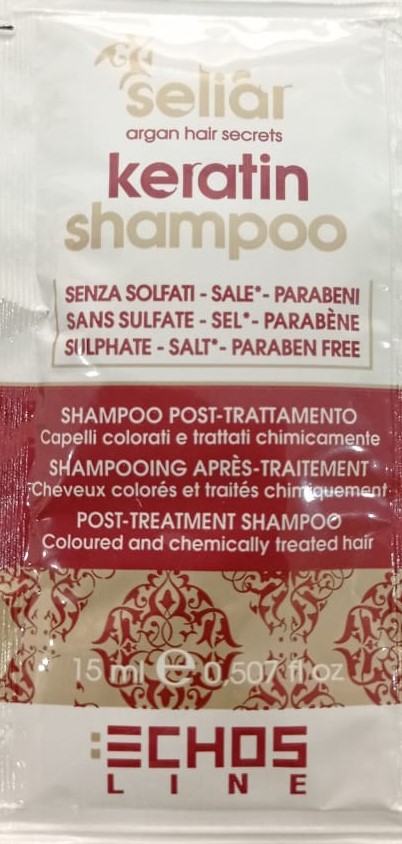 seliár
argan hair secrets
keratin
shampoo
SENZA SOLFATI - SALE* - PARABENI
SANS SULFATE - SEL* - PARABÈNE
SULPHATE - SALT* - PARABEN FREE
SHAMPOO POST-TRATTAMENTO
Capelli colorati e trattati chimicamente
SHAMPOOING APRÈS-TRAITEMENT
Cheveux colorés et traités chimiquement
POST-TREATMENT SHAMPOO
Coloured and chemically treated hair
15 ml ℮ 0.507 fl oz
ECHOS
LINE